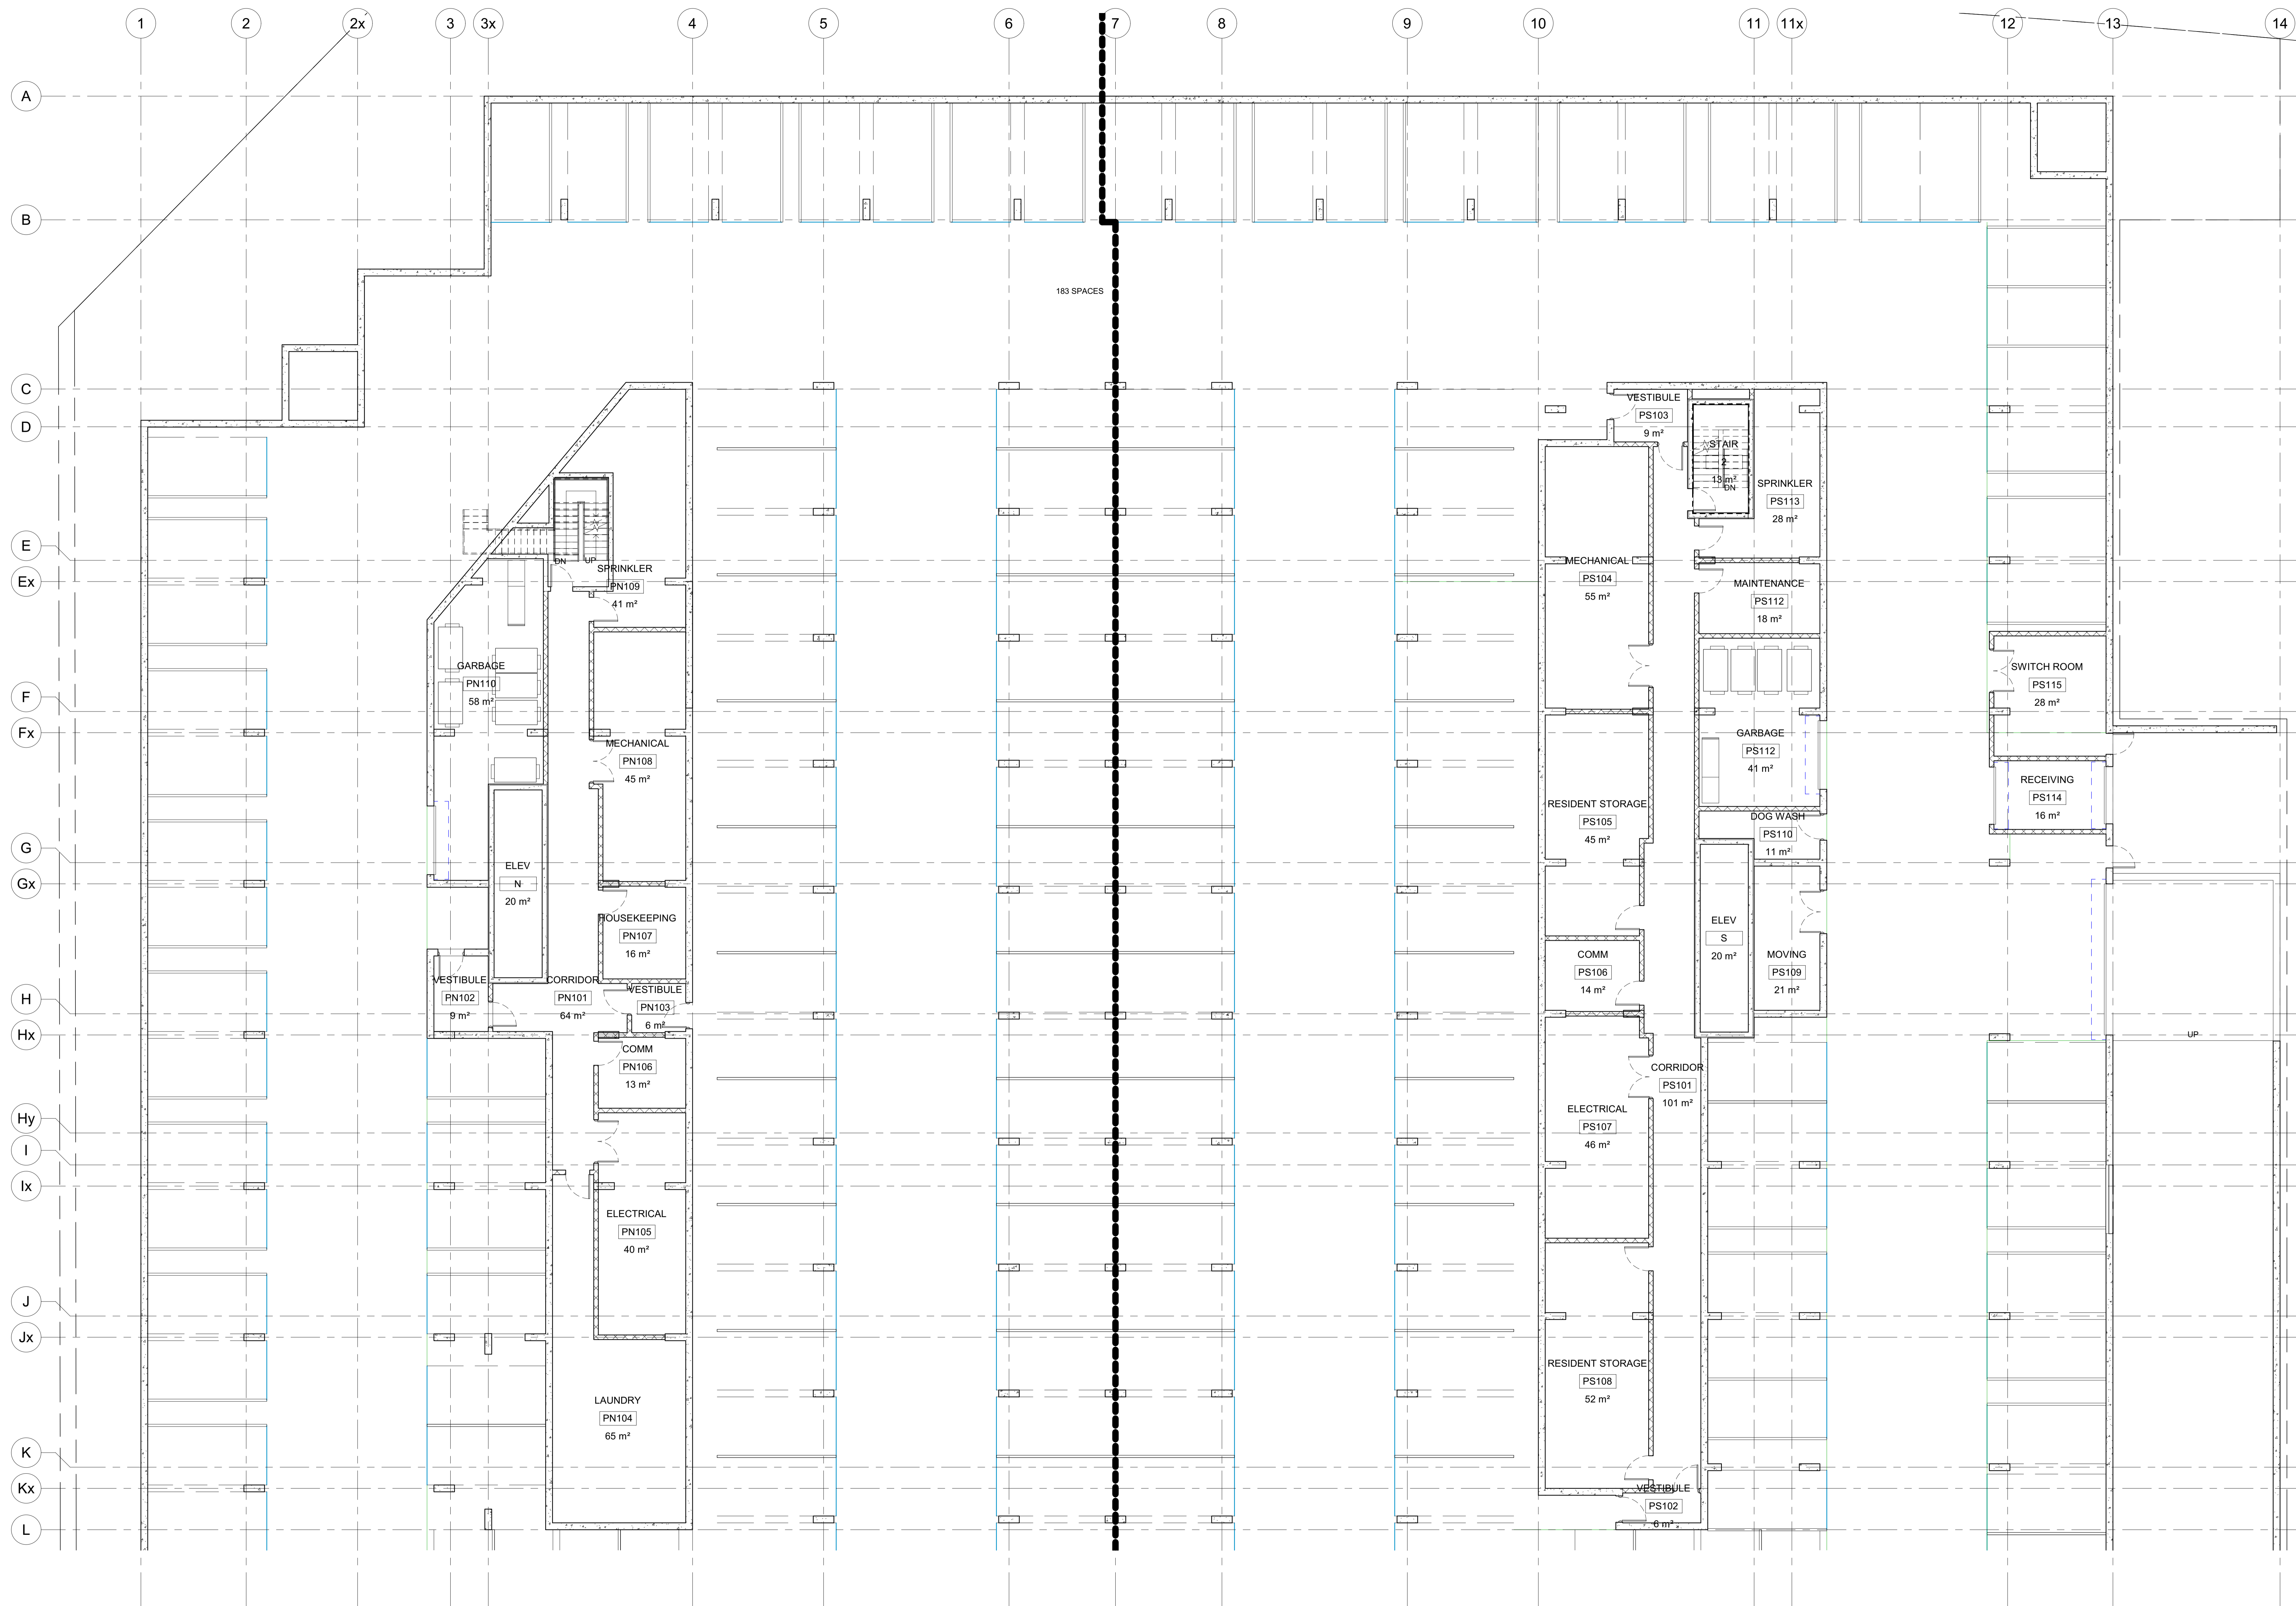 1
2
2x
3
3x
4
5
6
7
8
9
10
11
11x
12
13
14
A
B
183 SPACES
C
D
VESTIBULE
PS103
9 m²
STAIR
2
13 m²
DN
SPRINKLER
PS113
28 m²
E
Ex
DN
UP
SPRINKLER
PN109
41 m²
MECHANICAL
PS104
55 m²
MAINTENANCE
PS112
18 m²
GARBAGE
PN110
58 m²
SWITCH ROOM
PS115
28 m²
F
Fx
MECHANICAL
PN108
45 m²
GARBAGE
PS112
41 m²
RECEIVING
PS114
16 m²
RESIDENT STORAGE
PS105
45 m²
DOG WASH
PS110
11 m²
G
Gx
ELEV
N
20 m²
HOUSEKEEPING
PN107
16 m²
ELEV
S
20 m²
COMM
PS106
14 m²
MOVING
PS109
21 m²
H
Hx
VESTIBULE
PN102
9 m²
CORRIDOR
PN101
64 m²
VESTIBULE
PN103
6 m²
UP
COMM
PN106
13 m²
CORRIDOR
PS101
101 m²
ELECTRICAL
PS107
46 m²
Hy
I
Ix
ELECTRICAL
PN105
40 m²
J
Jx
RESIDENT STORAGE
PS108
52 m²
LAUNDRY
PN104
65 m²
K
Kx
VESTIBULE
PS102
6 m²
L